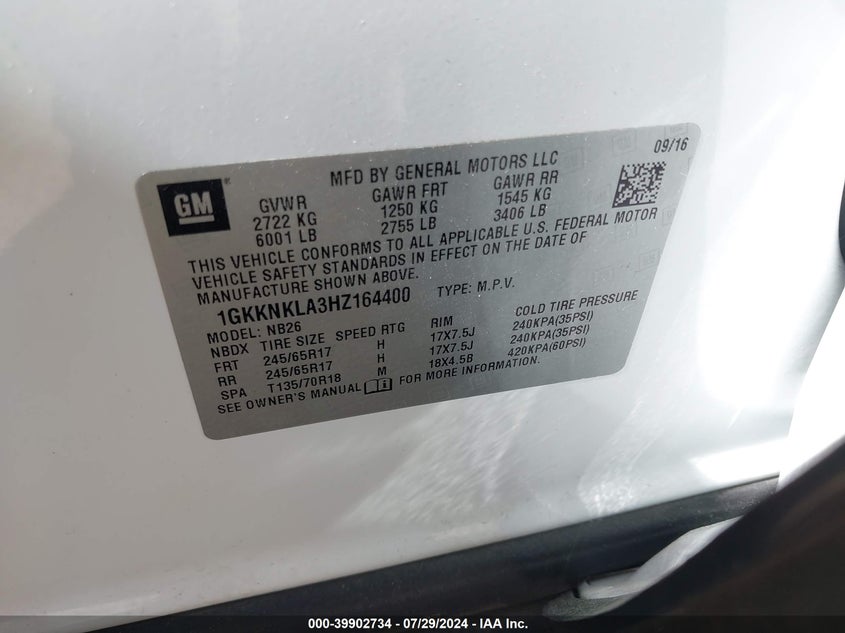 09/16
MFD BY GENERAL MOTORS LLC
GM®
GVWR GAWR FRT GAWR RR
2722 KG 1250 KG 1545 KG
6001 LB 2755 LB 3406 LB
THIS VEHICLE CONFORMS TO ALL APPLICABLE U.S. FEDERAL MOTOR
VEHICLE SAFETY STANDARDS IN EFFECT ON THE DATE OF
MANUFACTURE SHOWN ABOVE.
1GKKNKLA3HZ164400 TYPE: M.P.V.
MODEL: NB26
NBDX TIRE SIZE SPEED RTG RIM COLD TIRE PRESSURE
FRT 245/65R17 H 17X7.5J 240KPA(35PSI)
RR 245/65R17 H 17X7.5J 240KPA(35PSI)
SPA T135/70R18 M 18X4.5B 420KPA(60PSI)
SEE OWNER'S MANUAL FOR MORE INFORMATION.
000-39902734 / 07/29/2024 - IAA Inc.